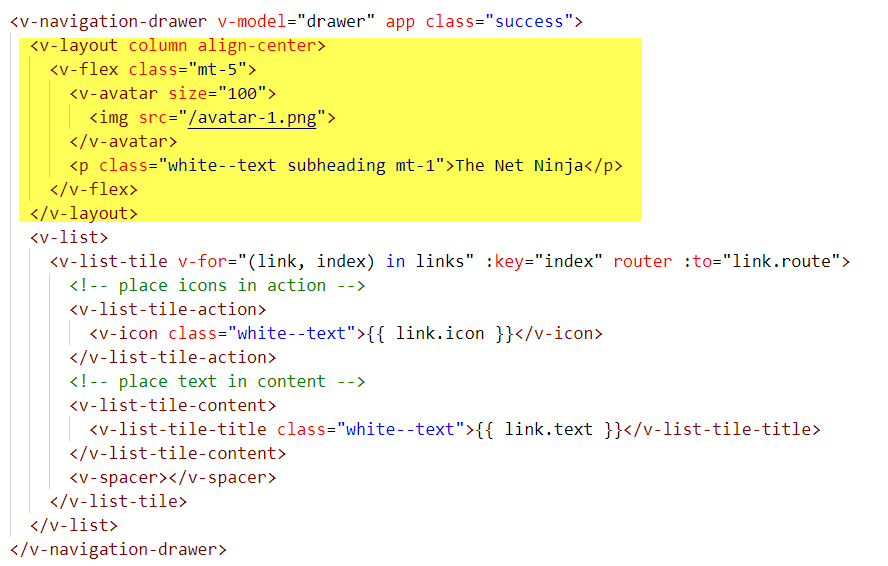 <v-navigation-drawer v-model="drawer" app class="success">
<v-layout column align-center>
<v-flex class="mt-5">
<v-avatar size="100">
<img src="/avatar-1.png">
</v-avatar>
<p class="white--text subheading mt-1">The Net Ninja</p>
</v-flex>
</v-layout>
<v-list>
<v-list-tile v-for="(link, index) in links" :key="index" router :to="link.route">
<!-- place icons in action -->
<v-list-tile-action>
<v-icon class="white--text">{{ link.icon }}</v-icon>
</v-list-tile-action>
<!-- place text in content -->
<v-list-tile-content>
<v-list-tile-title class="white--text">{{ link.text }}</v-list-tile-title>
</v-list-tile-content>
<v-spacer></v-spacer>
</v-list-tile>
</v-list>
</v-navigation-drawer>